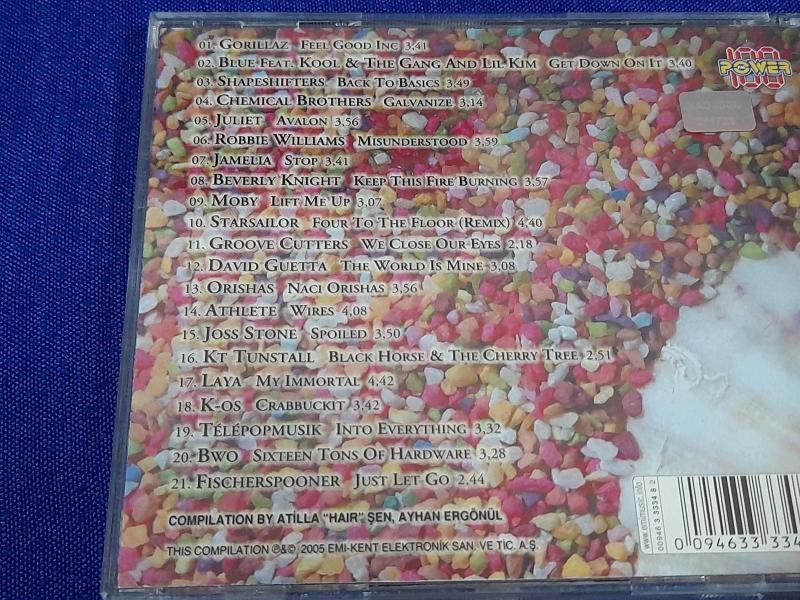 01. Gorillaz Feel Good Inc 3,41
02. Blue Feat. Kool & The Gang And Lil Kim Get Down On It 3,40
03. Shapeshifters Back To Basics 3,49
04. Chemical Brothers Galvanize 3,14
05. Juliet Avalon 3,56
06. Robbie Williams Misunderstood 3,59
07. Jamelia Stop 3,41
08. Beverly Knight Keep This Fire Burning 3,57
09. Moby Lift Me Up 3,07
10. Starsailor Four To The Floor (Remix) 4,40
11. Groove Cutters We Close Our Eyes 2,18
12. David Guetta The World Is Mine 3,08
13. Orishas Naci Orishas 3,56
14. Athlete Wires 4,08
15. Joss Stone Spoiled 3,50
16. Kt Tunstall Black Horse & The Cherry Tree 2,51
17. Laya My Immortal 4,42
18. K-os Crabbuckit 3,42
19. Télépopmusik Into Everything 3,32
20. Bwo Sixteen Tons Of Hardware 3,28
21. Fischerspooner Just Let Go 2,44
COMPILATION BY ATİLLA "HAIR" ŞEN, AYHAN ERGÖNÜL
THIS COMPILATION ℗&© 2005 EMI-KENT ELEKTRONİK SAN. VE TİC. A.Ş.
100
POWER
www.emimusic.info
00946 3 3334 8 2
0 094633 334